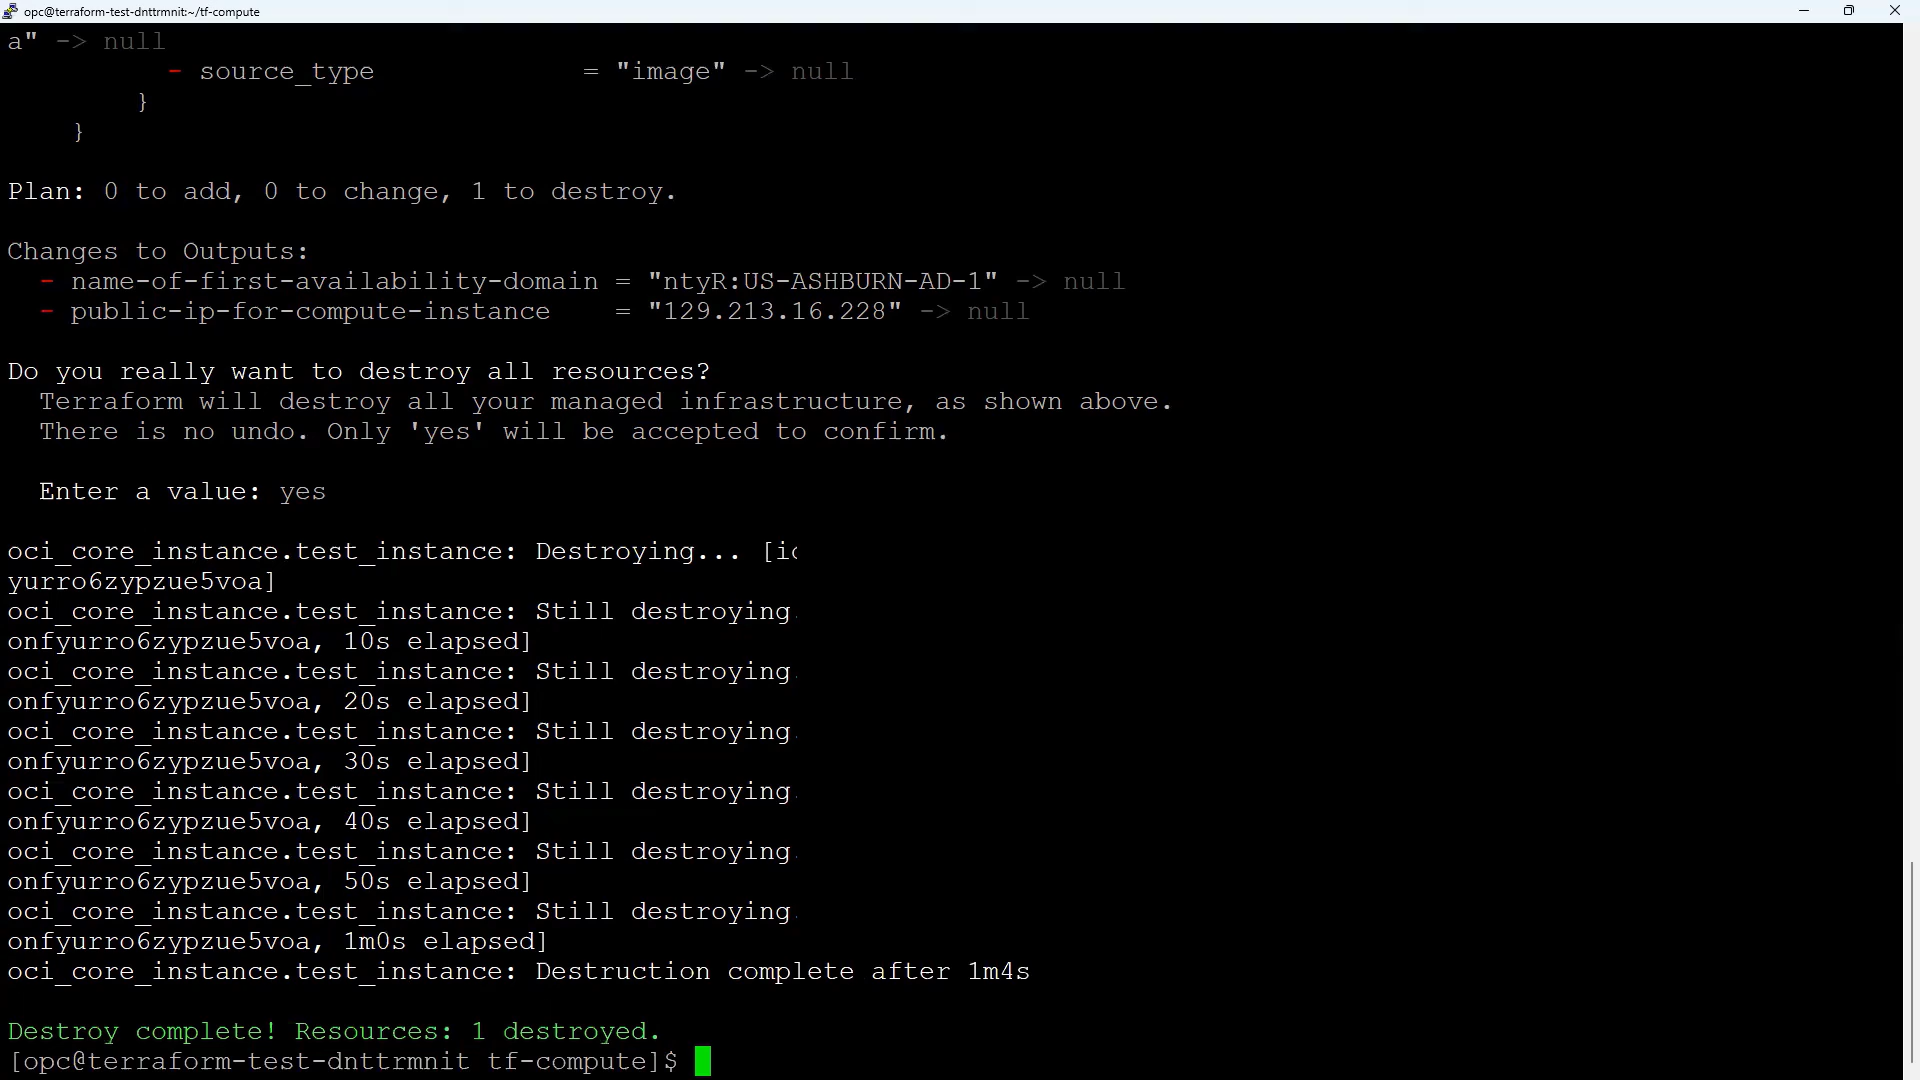 opc@terraform-test-dnttrmnit:~/tf-compute
a" -> null
- source_type = "image" -> null
}
}
Plan: 0 to add, 0 to change, 1 to destroy.
Changes to Outputs:
- name-of-first-availability-domain = "ntyR:US-ASHBURN-AD-1" -> null
- public-ip-for-compute-instance = "129.213.16.228" -> null
Do you really want to destroy all resources?
Terraform will destroy all your managed infrastructure, as shown above.
There is no undo. Only 'yes' will be accepted to confirm.
Enter a value: yes
oci_core_instance.test_instance: Destroying... [i
yurro6zypzue5voa]
oci_core_instance.test_instance: Still destroying.
onfyurro6zypzue5voa, 10s elapsed]
oci_core_instance.test_instance: Still destroying.
onfyurro6zypzue5voa, 20s elapsed]
oci_core_instance.test_instance: Still destroying.
onfyurro6zypzue5voa, 30s elapsed]
oci_core_instance.test_instance: Still destroying.
onfyurro6zypzue5voa, 40s elapsed]
oci_core_instance.test_instance: Still destroying.
onfyurro6zypzue5voa, 50s elapsed]
oci_core_instance.test_instance: Still destroying.
onfyurro6zypzue5voa, 1m0s elapsed]
oci_core_instance.test_instance: Destruction complete after 1m4s
Destroy complete! Resources: 1 destroyed.
[opc@terraform-test-dnttrmnit tf-compute]$